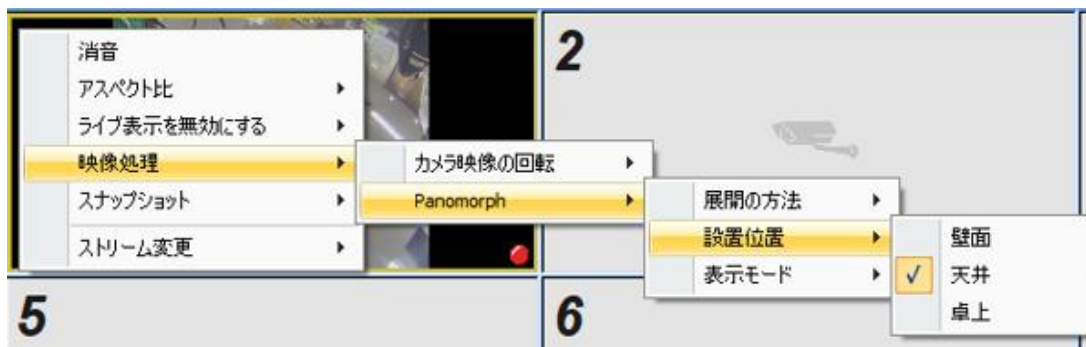 消音
アスペクト比
ライブ表示を無効にする
映像処理
スナップショット
ストリーム変更
カメラ映像の回転
Panomorph
展開の方法
設置位置
表示モード
壁面
天井
卓上
2
5
6